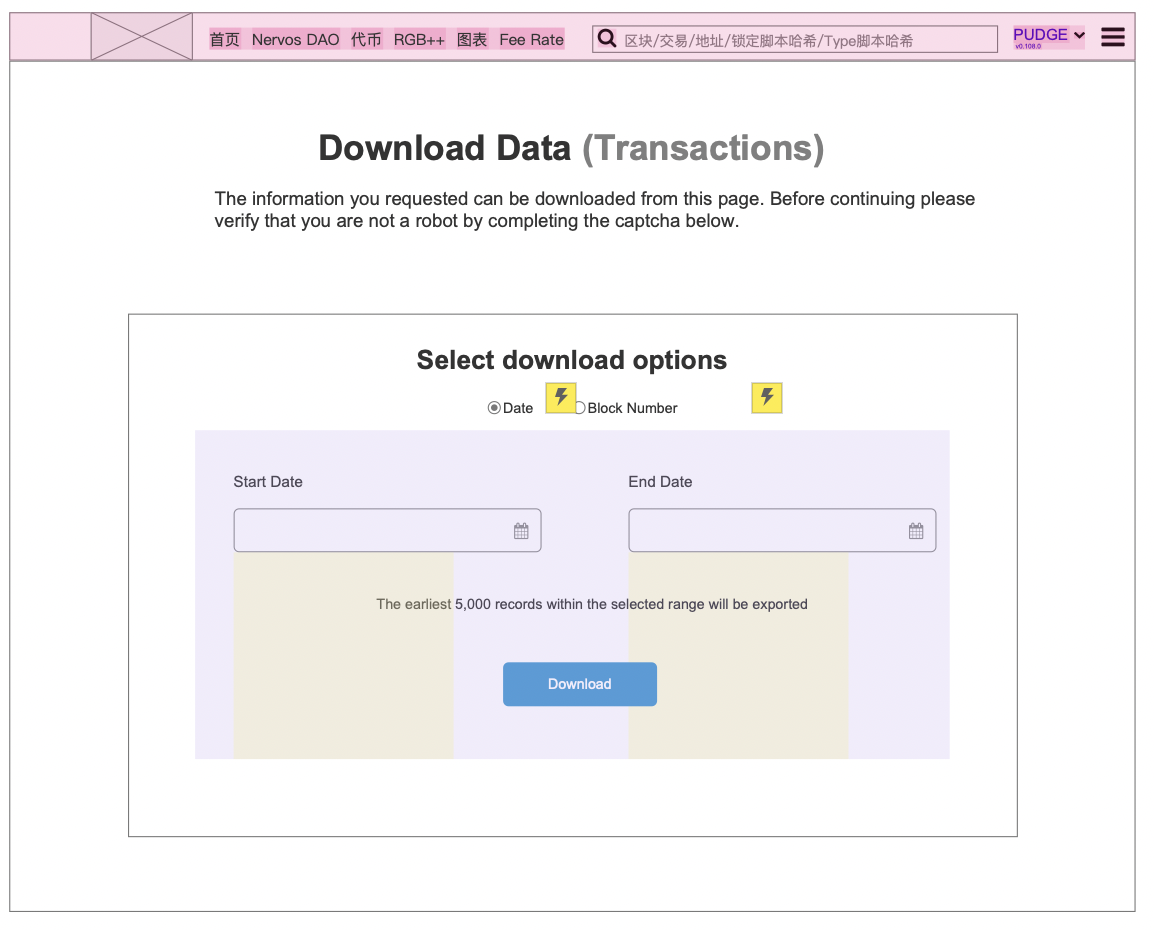 首页 Nervos DAO 代币 RGB++ 图表 Fee Rate 区块/交易/地址/锁定脚本哈希/Type脚本哈希 PUDGE
v0.108.0
Download Data (Transactions)
The information you requested can be downloaded from this page. Before continuing please
verify that you are not a robot by completing the captcha below.
Select download options
Date Block Number
Start Date End Date
The earliest 5,000 records within the selected range will be exported
Download